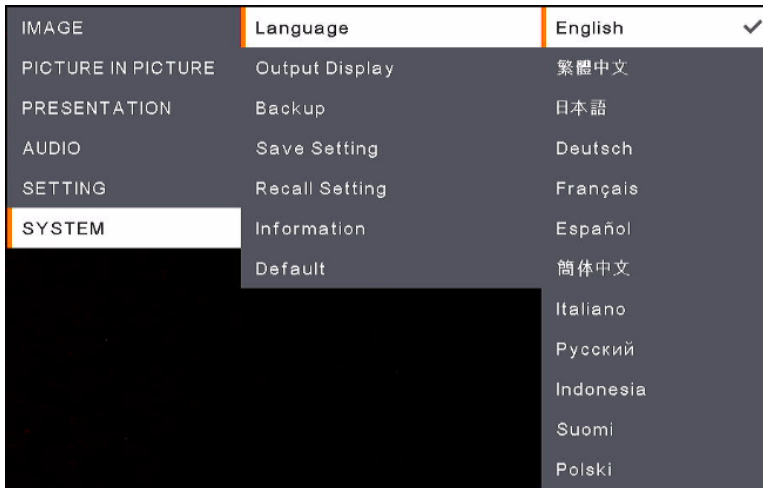 IMAGE
PICTURE IN PICTURE
PRESENTATION
AUDIO
SETTING
SYSTEM
Language
Output Display
Backup
Save Setting
Recall Setting
Information
Default
English
繁體中文
日本語
Deutsch
Français
Español
簡体中文
Italiano
Русский
Indonesia
Suomi
Polski